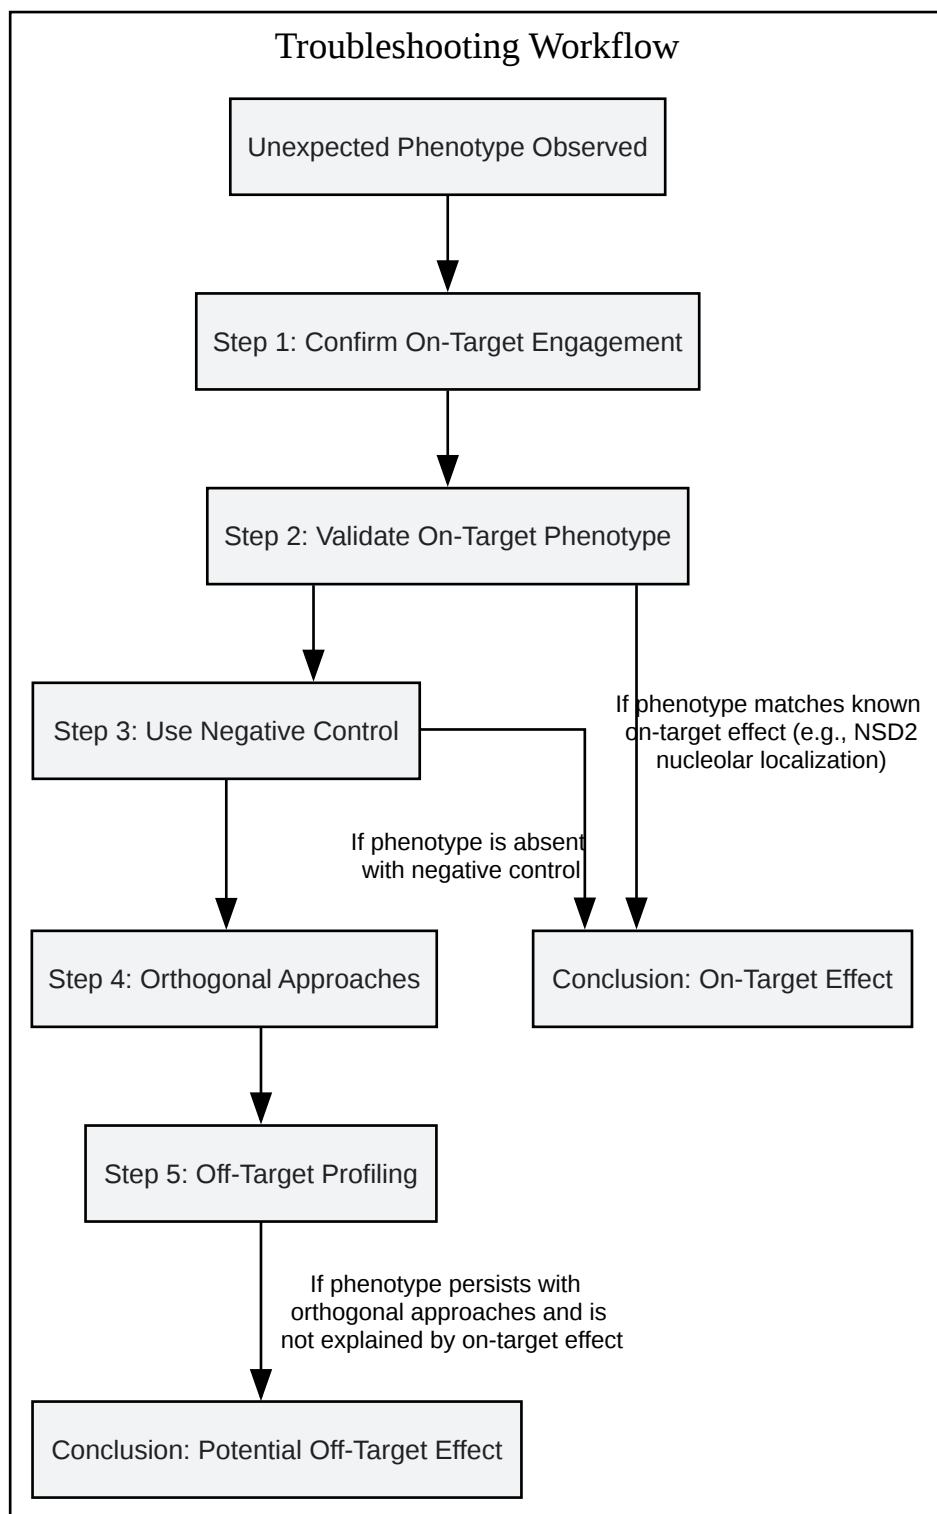 Troubleshooting Workflow
Unexpected Phenotype Observed
Step 1: Confirm On-Target Engagement
Step 2: Validate On-Target Phenotype
Step 3: Use Negative Control
If phenotype matches known
on-target effect (e.g., NSD2
nucleolar localization)
If phenotype is absent
with negative control
Step 4: Orthogonal Approaches
Conclusion: On-Target Effect
Step 5: Off-Target Profiling
If phenotype persists with
orthogonal approaches and is
not explained by on-target effect
Conclusion: Potential Off-Target Effect